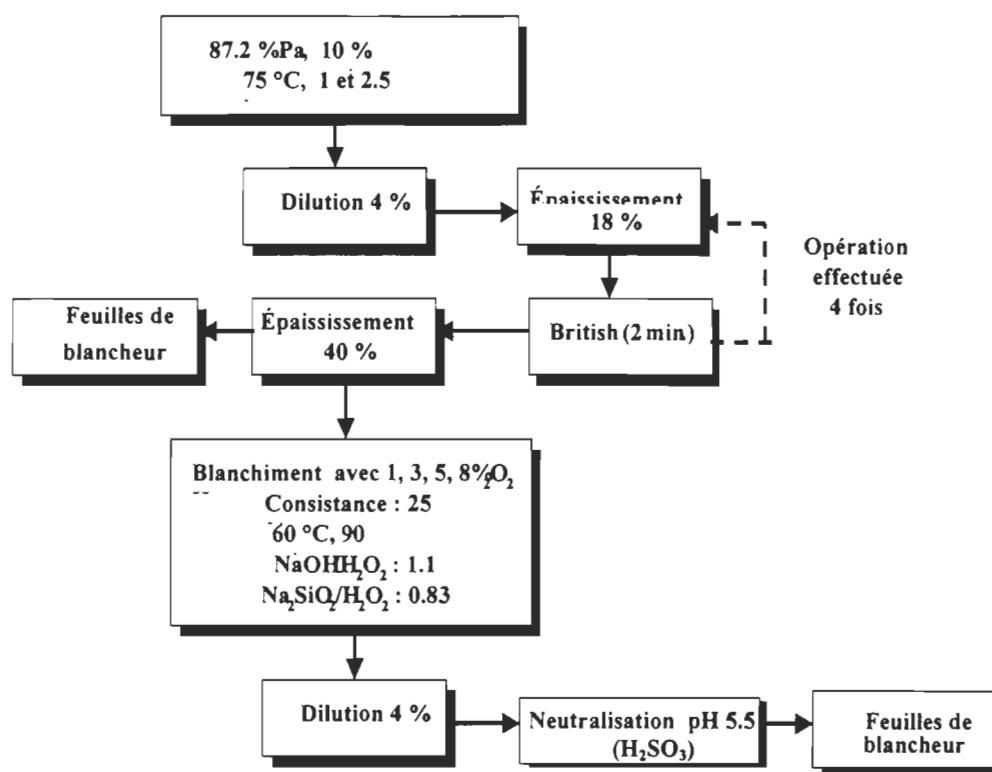 87.2 %Pa, 10 %
75 °C, 1 et 2.5
Dilution 4 %
Épaississement
18 %
Opération
effectuée
4 fois
British (2 min.)
Épaississement
40 %
Feuilles de
blancheur
Blanchiment avec 1, 3, 5, 8%
Consistance : 25
60 °C, 90
NaOH/H₂O₂ : 1.1
Na₂SiO₂/H₂O₂ : 0.83
Dilution 4 %
Neutralisation pH 5.5
(H₂SO₃)
Feuilles de
blancheur